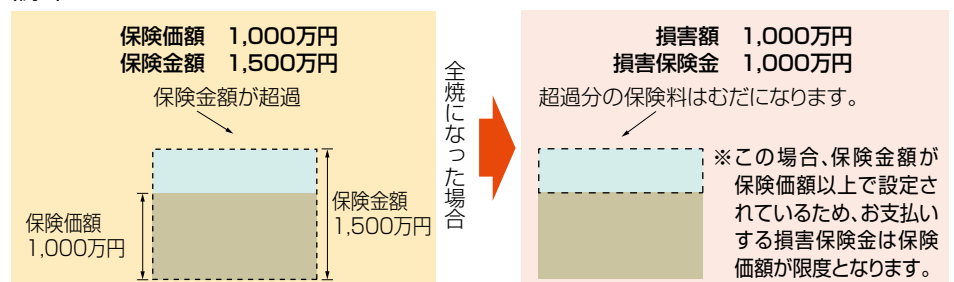 保険価額 1,000万円
保険金額 1,500万円
保険金額が超過
保険価額
1,000万円
保険金額
1,500万円
全焼になった場合
損害額 1,000万円
損害保険金 1,000万円
超過分の保険料はむだになります。
※この場合、保険金額が
保険価額以上で設定さ
れているため、お支払い
する損害保険金は保険
価額が限度となります。